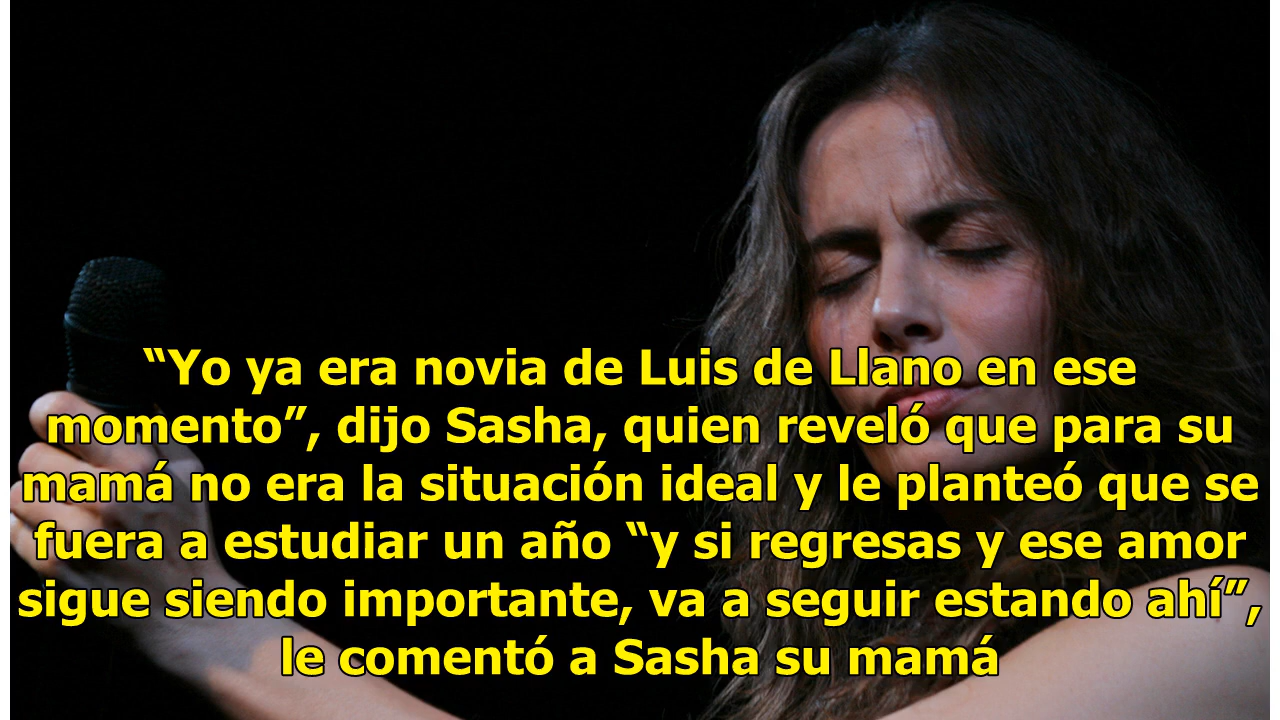 “Yo ya era novia de Luis de Llano en ese
momento”, dijo Sasha, quien reveló que para su
mamá no era la situación ideal y le planteó que se
fuera a estudiar un año “y si regresas y ese amor
sigue siendo importante, va a seguir estando ahí”,
le comentó a Sasha su mamá